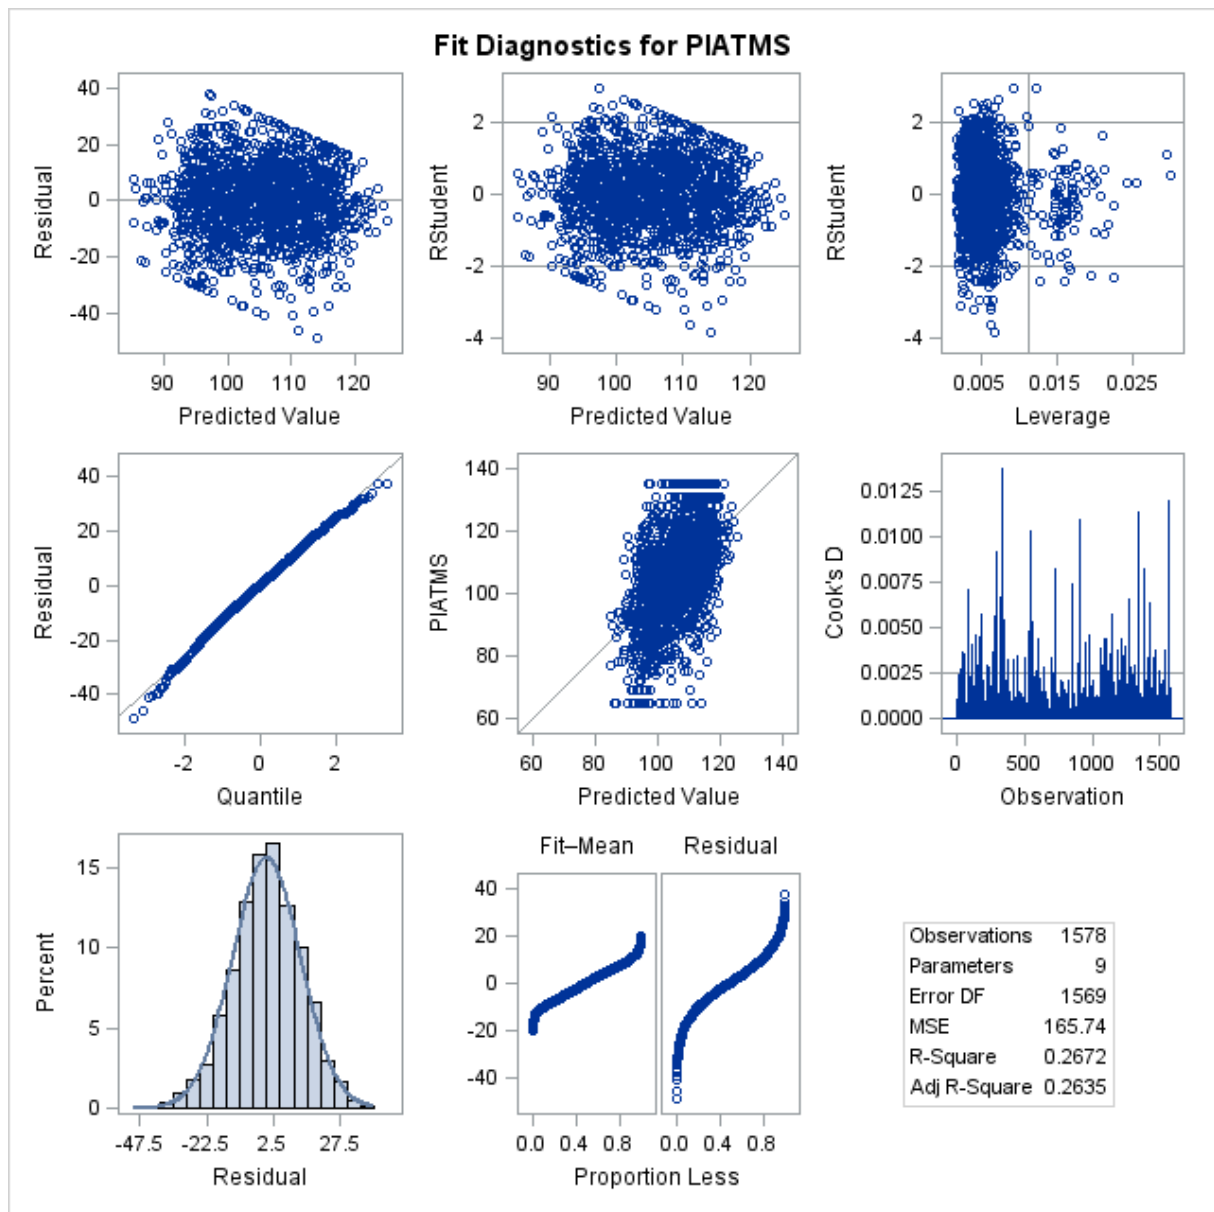 Fit Diagnostics for PIATMS
40
20
0
-20
-40
Residual
90 100 110 120
Predicted Value
2
0
-2
-4
RStudent
90 100 110 120
Predicted Value
2
0
-2
-4
RStudent
0.005 0.015 0.025
Leverage
40
20
0
-20
-40
Residual
-2 0 2
Quantile
140
120
100
80
60
PIATMS
60 80 100 120 140
Predicted Value
0.0125
0.0100
0.0075
0.0050
0.0025
0.0000
Cook's D
0 500 1000 1500
Observation
15
10
5
0
Percent
-47.5 -22.5 2.5 27.5
Residual
Fit–Mean Residual
40
20
0
-20
-40
0.0 0.4 0.8 0.0 0.4 0.8
Proportion Less
Observations 1578
Parameters 9
Error DF 1569
MSE 165.74
R-Square 0.2672
Adj R-Square 0.2635